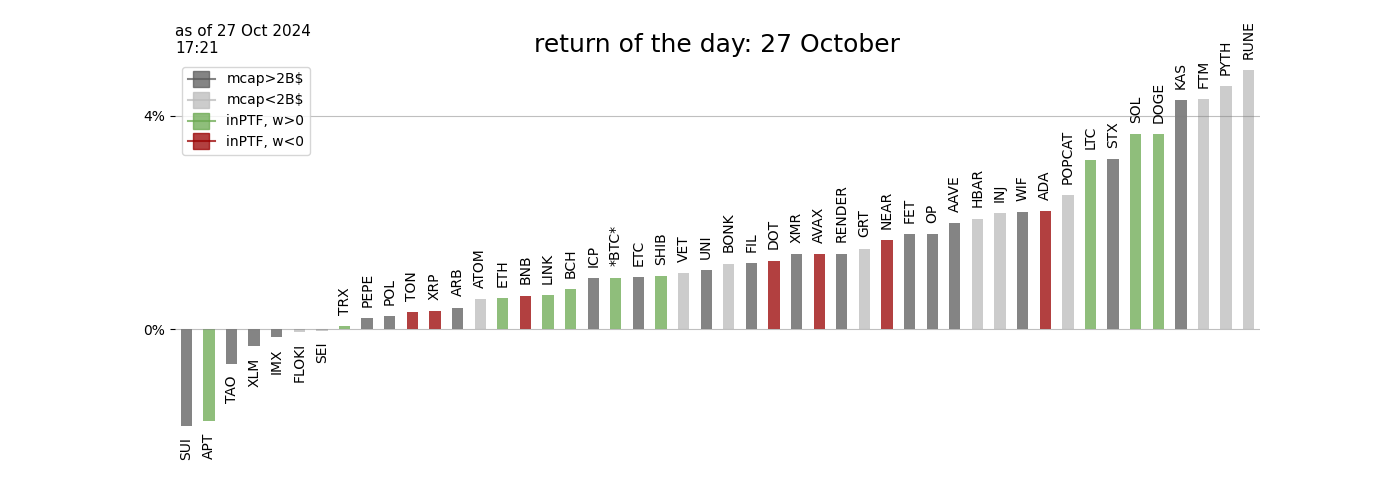 as of 27 Oct 2024
17:21
return of the day: 27 October
mcap>2B$
mcap<2B$
inPTF, w>0
inPTF, w<0
4%
0%
SUI
APT
TAO
XLM
IMX
FLOKI
SEI
TRX
PEPE
POL
TON
XRP
ARB
ATOM
ETH
BNB
LINK
BCH
ICP
*BTC*
ETC
SHIB
VET
UNI
BONK
FIL
DOT
XMR
AVAX
RENDER
GRT
NEAR
FET
OP
AAVE
HBAR
INJ
WIF
ADA
POPCAT
LTC
STX
SOL
DOGE
KAS
FTM
PYTH
RUNE